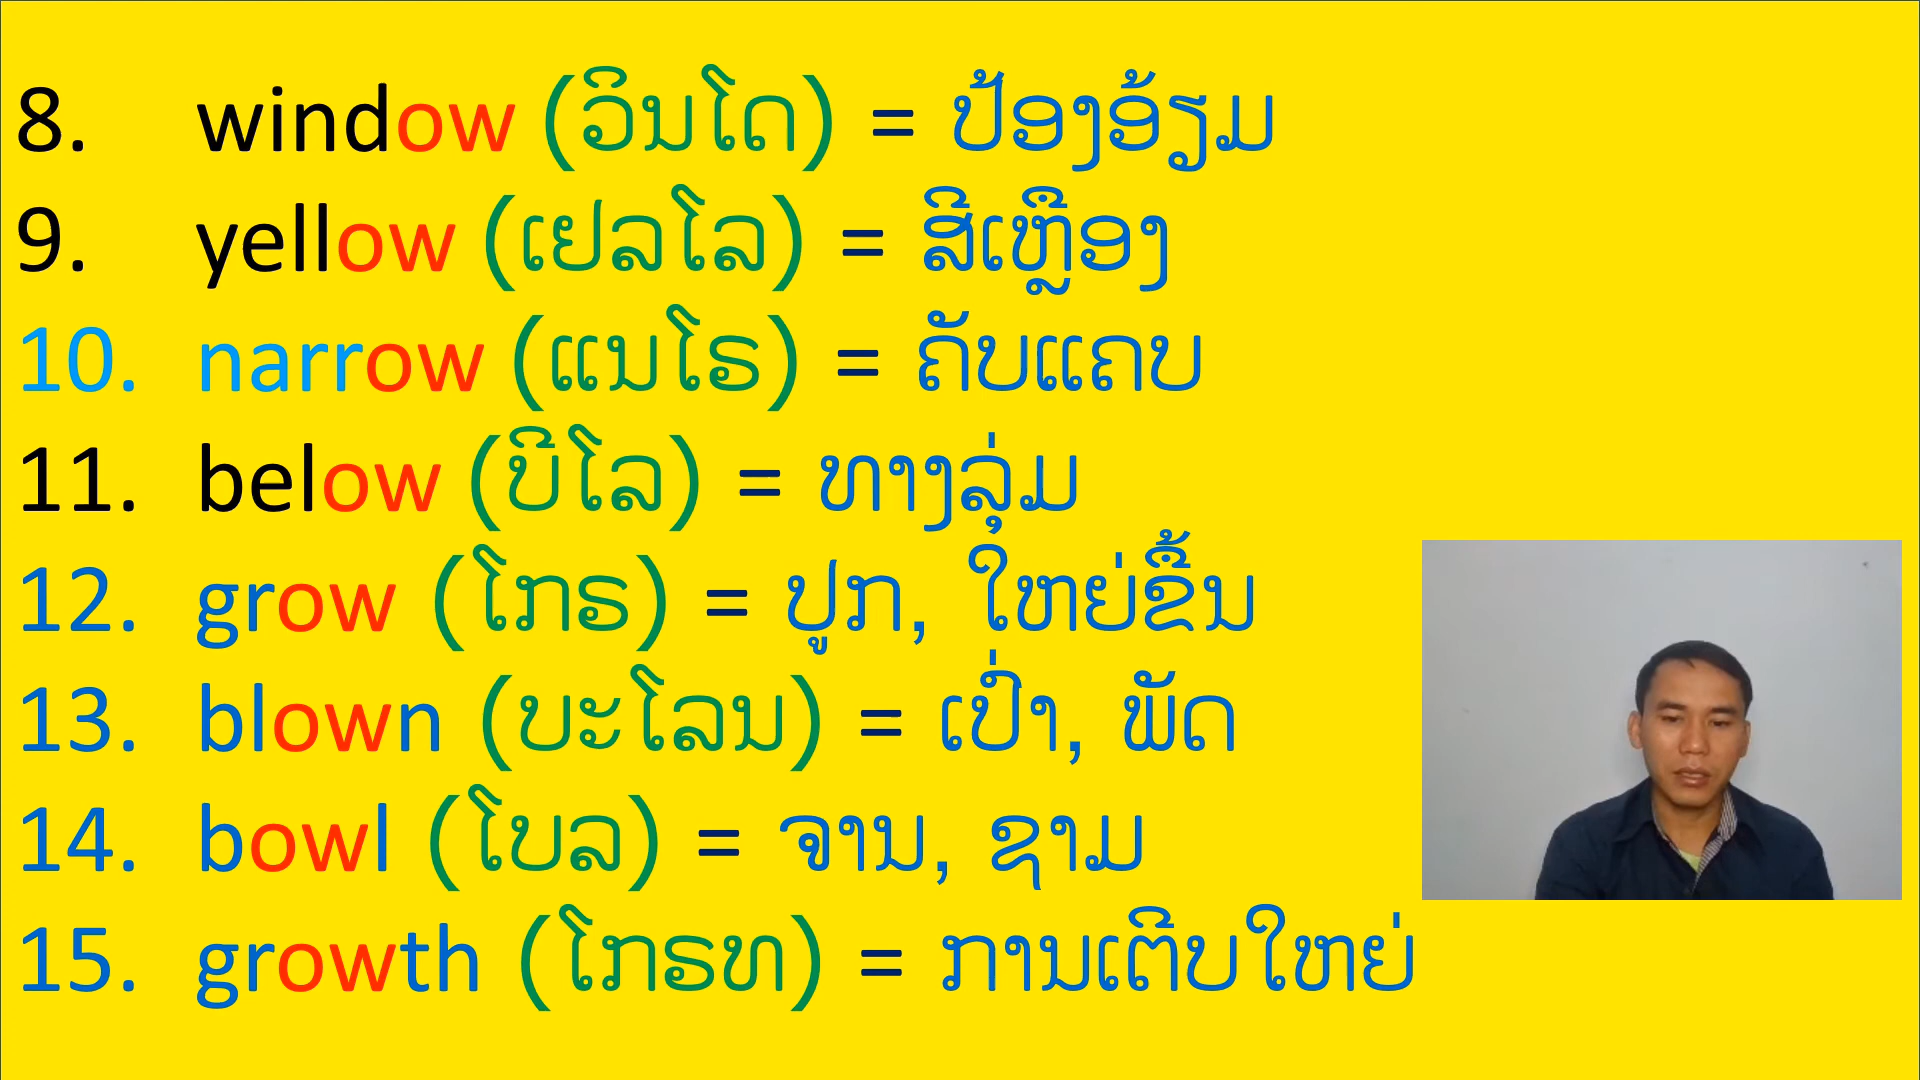 8. window (ວິນໂດ) = ປ້ອງອ້ຽມ
9. yellow (ເຢລໂລ) = ສີເຫຼືອງ
10. narrow (ແນໂຣ) = ຄັບແຄບ
11. below (ບີໂລ) = ທາງລຸ່ມ
12. grow (ໂກຣ) = ປູກ, ໃຫຍ່ຂື້ນ
13. blown (ບະໂລນ) = ເປົ່າ, ພັດ
14. bowl (ໂບລ) = ຈານ, ຊາມ
15. growth (ໂກຣທ) = ການເຕີບໃຫຍ່